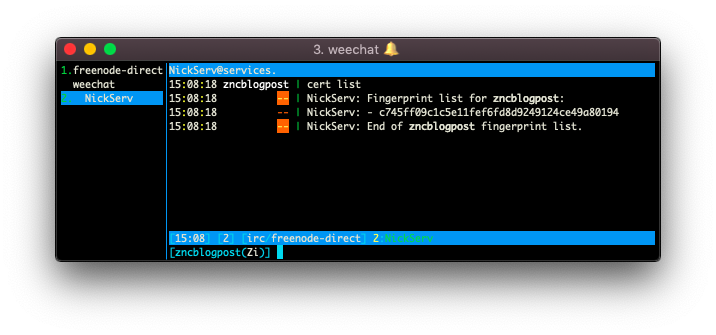 3. weechat 🔔
1.freenode-direct
weechat
NickServ
NickServ@services.
15:08:18 zncblogpost | cert list
15:08:18 -- | NickServ: Fingerprint list for zncblogpost:
15:08:18 -- | NickServ: - c745ff09c1c5e11fef6fd8d9249124ce49a80194
15:08:18 -- | NickServ: End of zncblogpost fingerprint list.
[15:08] [2] [irc/freenode-direct] 2:NickServ
[zncblogpost(Zi)]